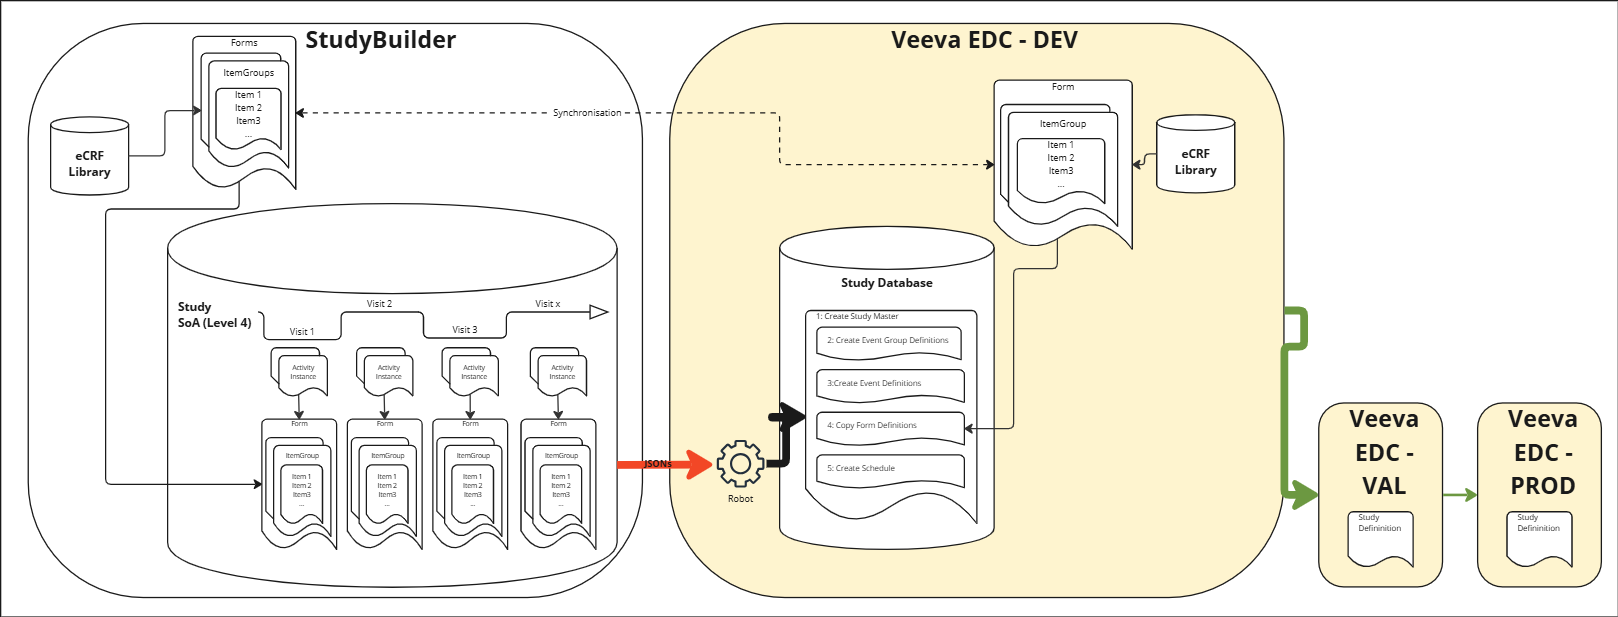 StudyBuilder
Forms
ItemGroups
Item 1
Item 2
Item3
...
eCRF
Library
Synchronisation
Study
SoA (Level 4)
Visit 1
Visit 2
Visit 3
Visit x
Activity
Instance
Activity
Instance
Activity
Instance
Activity
Instance
Form
ItemGroup
Item 1
Item 2
Item3
...
Form
ItemGroup
Item 1
Item 2
Item3
...
Form
ItemGroup
Item 1
Item 2
Item3
...
Form
ItemGroup
Item 1
Item 2
Item3
...
JSONs
Robot
Veeva EDC - DEV
Form
ItemGroup
Item 1
Item 2
Item3
...
eCRF
Library
Study Database
1: Create Study Master
2: Create Event Group Definitions
3:Create Event Definitions
4: Copy Form Definitions
5: Create Schedule
Veeva
EDC -
VAL
Study
Defininition
Veeva
EDC -
PROD
Study
Defininition